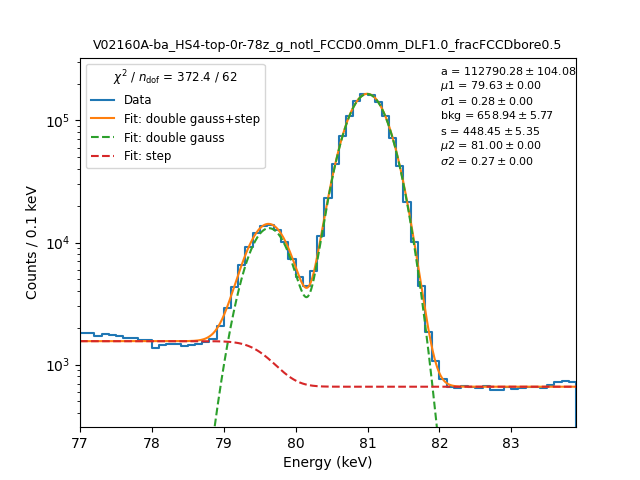 V02160A-ba_HS4-top-0r-78z_g_notl_FCCD0.0mm_DLF1.0_fracFCCDbore0.5
χ² / n_dof = 372.4 / 62
Data
Fit: double gauss+step
Fit: double gauss
Fit: step
a = 112790.28 ± 104.08
μ1 = 79.63 ± 0.00
σ1 = 0.28 ± 0.00
bkg = 658.94 ± 5.77
s = 448.45 ± 5.35
μ2 = 81.00 ± 0.00
σ2 = 0.27 ± 0.00
Counts / 0.1 keV
10⁵
10⁴
10³
77 78 79 80 81 82 83
Energy (keV)